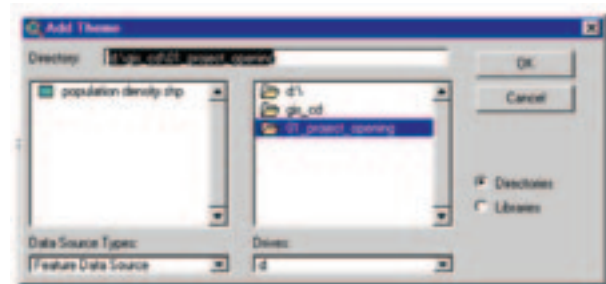 Add Theme
Directory: d:\gis_cd\01_project_opening
OK
Cancel
population density.shp
d:\
gis_cd
01_project_opening
Directories
Libraries
Data Source Types:
Drives:
Feature Data Source
d